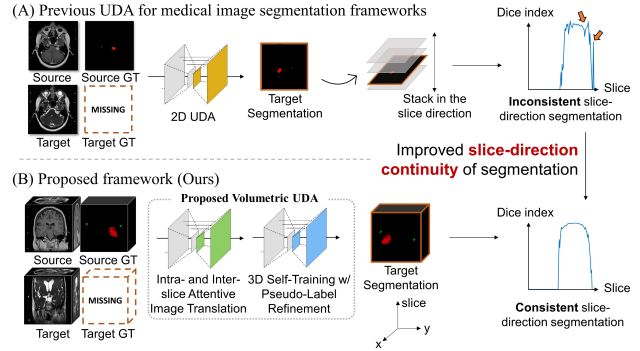 (A) Previous UDA for medical image segmentation frameworks
Source
Source GT
Target
MISSING
Target GT
2D UDA
Target
Segmentation
Stack in the
slice direction
Dice index
Slice
Inconsistent slice-
direction segmentation
Improved slice-direction
continuity of segmentation
(B) Proposed framework (Ours)
Source
Source GT
Target
MISSING
Target GT
Proposed Volumetric UDA
Intra- and Inter-
slice Attentive
Image Translation
3D Self-Training w/
Pseudo-Label
Refinement
Target
Segmentation
slice
y
x
Dice index
Slice
Consistent slice-
direction segmentation